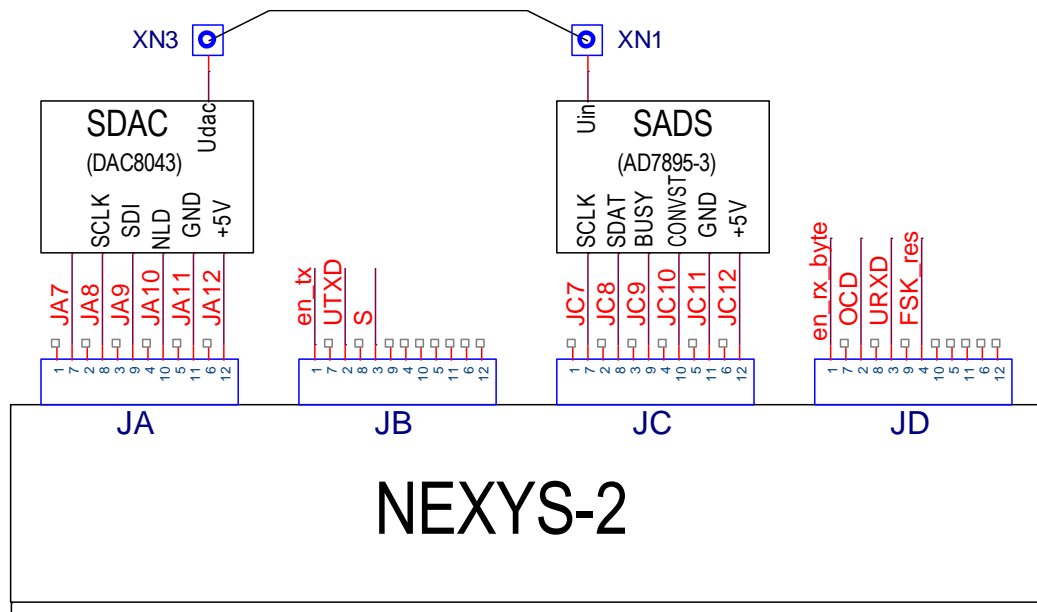 XN3
XN1
SDAC
(DAC8043)
Udac
SCLK
SDI
NLD
GND
+5V
SADS
(AD7895-3)
Uin
SCLK
SDAT
BUSY
CONVST
GND
+5V
JA7
JA8
JA9
JA10
JA11
JA12
en_tx
UTXD
S
JC7
JC8
JC9
JC10
JC11
JC12
en_rx_byte
OCD
URXD
FSK_res
1 7 2 8 3 9 4 10 5 11 6 12
1 7 2 8 3 9 4 10 5 11 6 12
1 7 2 8 3 9 4 10 5 11 6 12
1 7 2 8 3 9 4 10 5 11 6 12
JA
JB
JC
JD
NEXYS-2